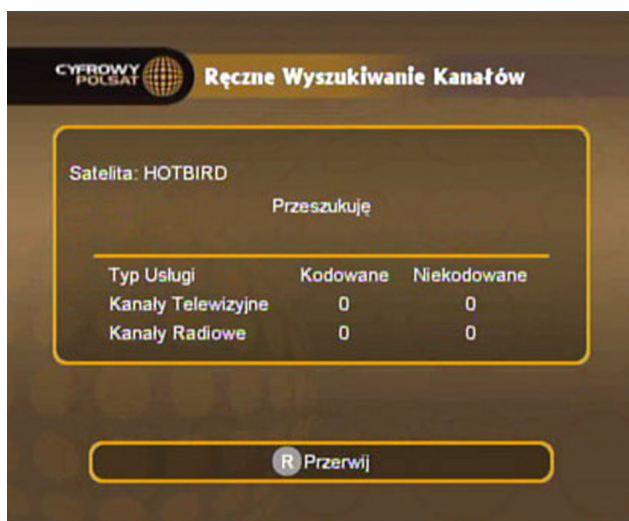 CYFROWY
POLSAT
Ręczne Wyszukiwanie Kanałów
Satelita: HOTBIRD
Przeszukuję
Typ Usługi Kodowane Niekodowane
Kanały Telewizyjne 0 0
Kanały Radiowe 0 0
R Przerwij